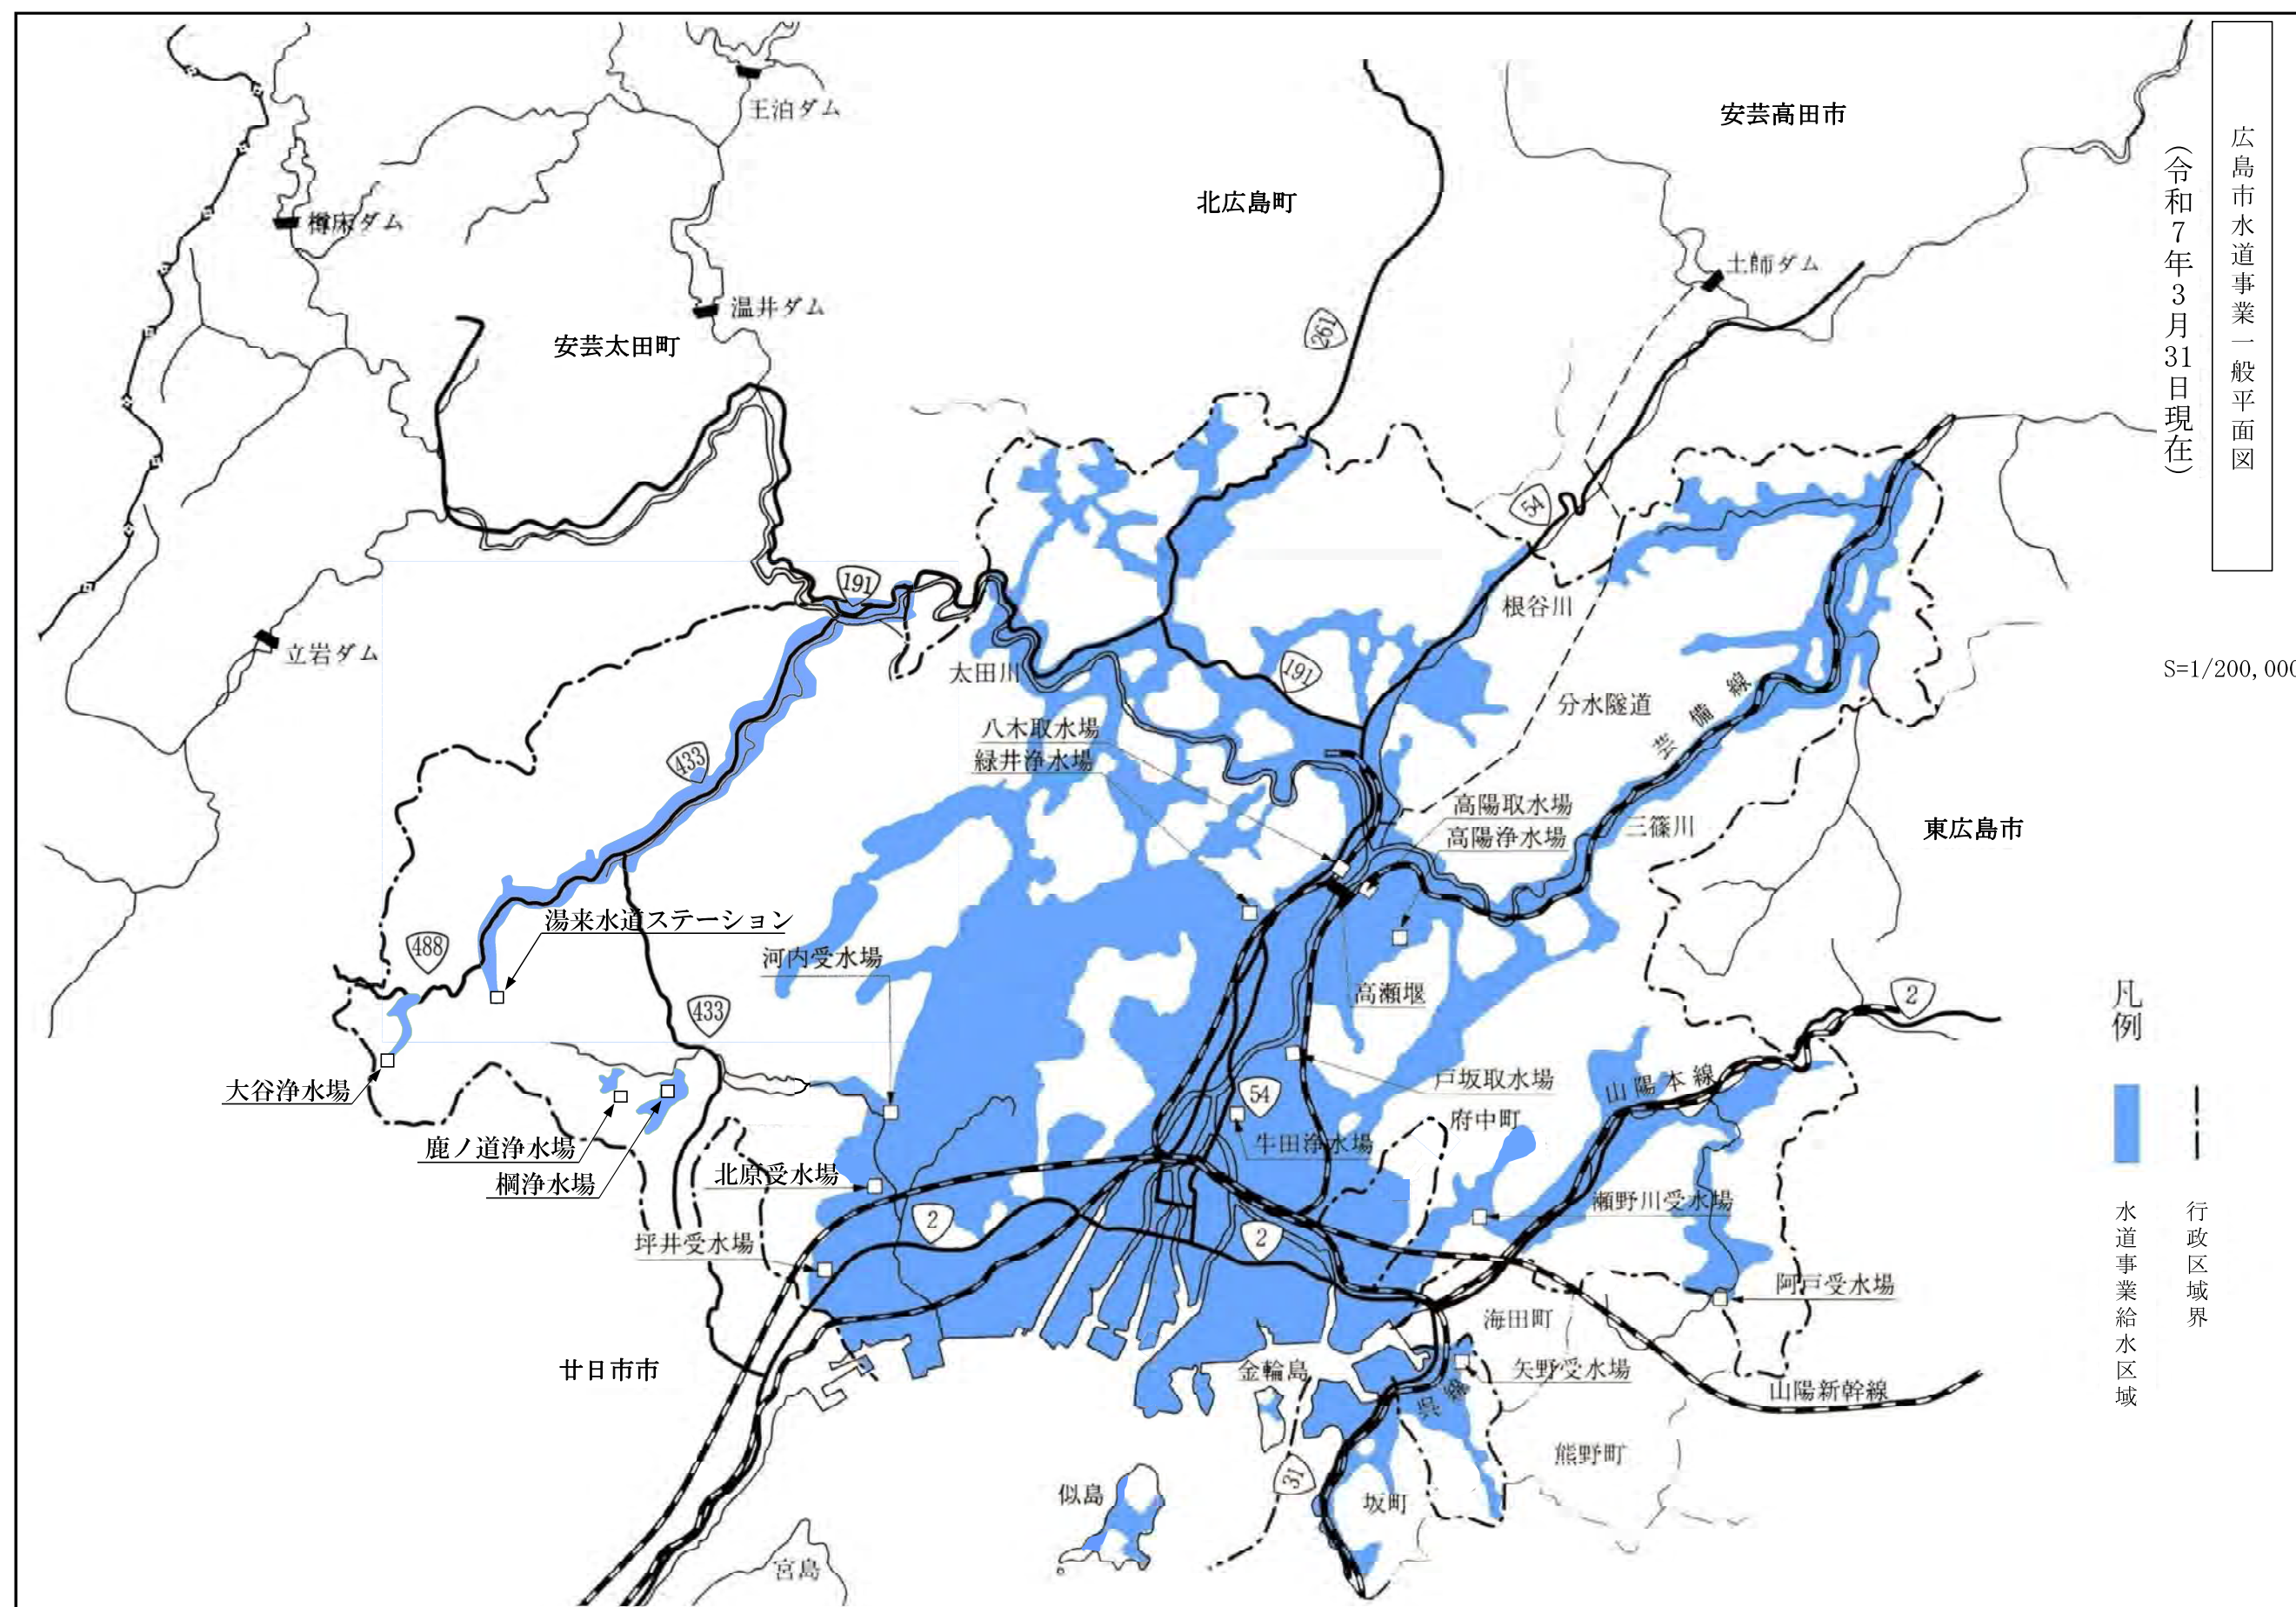 広島市水道事業一般平面図
(令和7年3月31日現在)
S=1/200,000
凡例
行政区域界
水道事業給水区域
王泊ダム
安芸高田市
北広島町
樽床ダム
土師ダム
温井ダム
安芸太田町
261
54
191
根谷川
立岩ダム
太田川
191
分水隧道
芸備線
八木取水場
緑井浄水場
433
高陽取水場
高陽浄水場
三篠川
東広島市
湯来水道ステーション
488
河内受水場
高瀬堰
2
433
大谷浄水場
戸坂取水場
山陽本線
54
府中町
鹿ノ道浄水場
牛田浄水場
北原受水場
棡浄水場
瀬野川受水場
2
2
坪井受水場
阿戸受水場
海田町
廿日市市
金輪島
矢野受水場
山陽新幹線
呉線
熊野町
31
似島
坂町
宮島